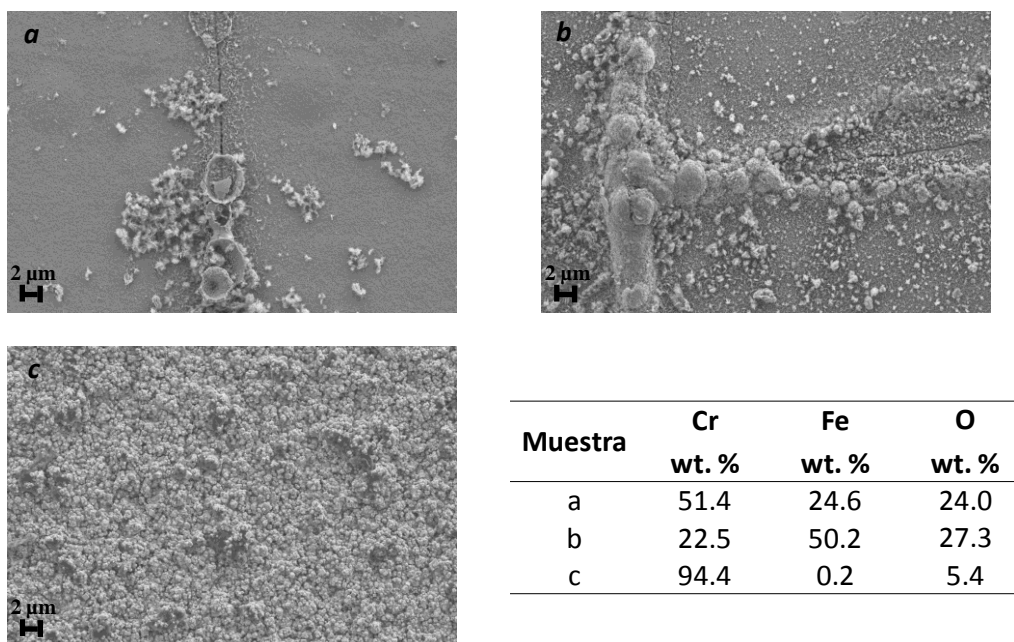 a
2 μm
b
2 μm
c
2 μm
Muestra Cr Fe O
wt. % wt. % wt. %
a 51.4 24.6 24.0
b 22.5 50.2 27.3
c 94.4 0.2 5.4